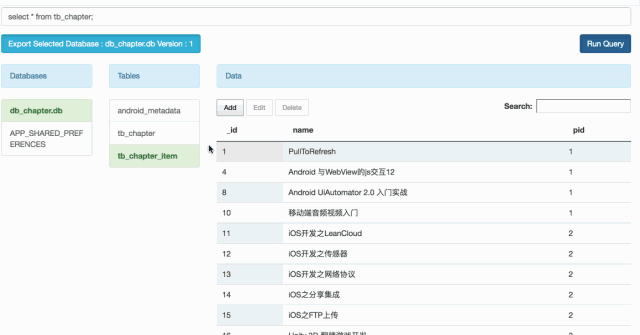 select * from tb_chapter;
Export Selected Database : db_chapter.db Version : 1
Run Query
Databases
Tables
Data
db_chapter.db
APP_SHARED_PREF
ERENCES
android_metadata
tb_chapter
tb_chapter_item
Add Edit Delete
Search:
_id name pid
1 PullToRefresh 1
4 Android 与WebView的js交互12 1
8 Android UiAutomator 2.0 入门实战 1
10 移动端音频视频入门 1
11 iOS开发之LeanCloud 2
12 iOS开发之传感器 2
13 iOS开发之网络协议 2
14 iOS之分享集成 2
15 iOS之FTP上传 2